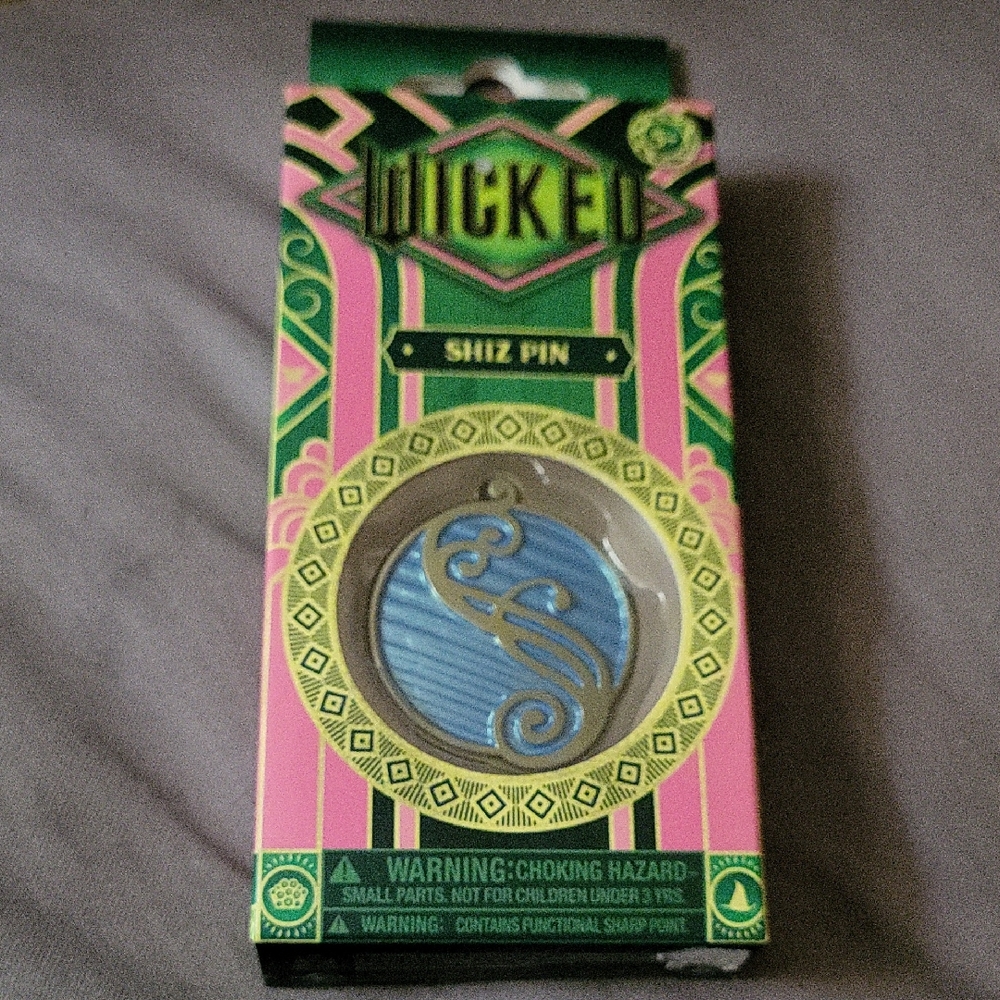 WICKED
SHIZ PIN
WARNING: CHOKING HAZARD-
SMALL PARTS. NOT FOR CHILDREN UNDER 3 YRS.
WARNING: CONTAINS FUNCTIONAL SHARP POINT.